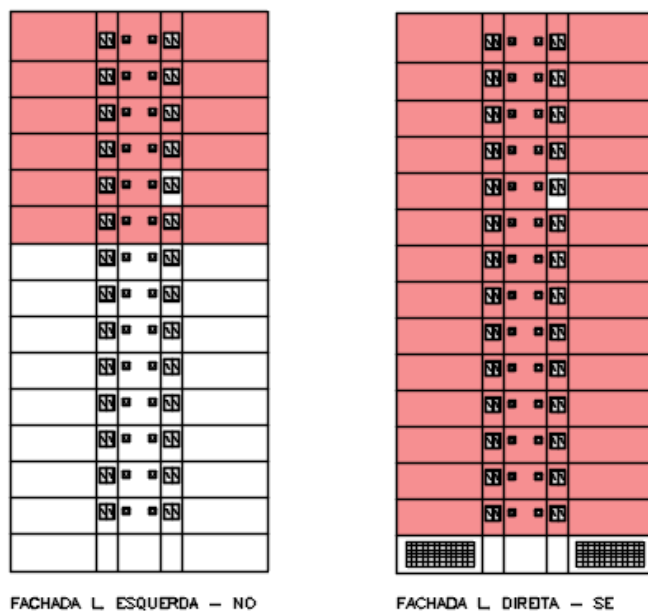 FACHADA L ESQUERDA – NO
FACHADA L. DIREITA – SE